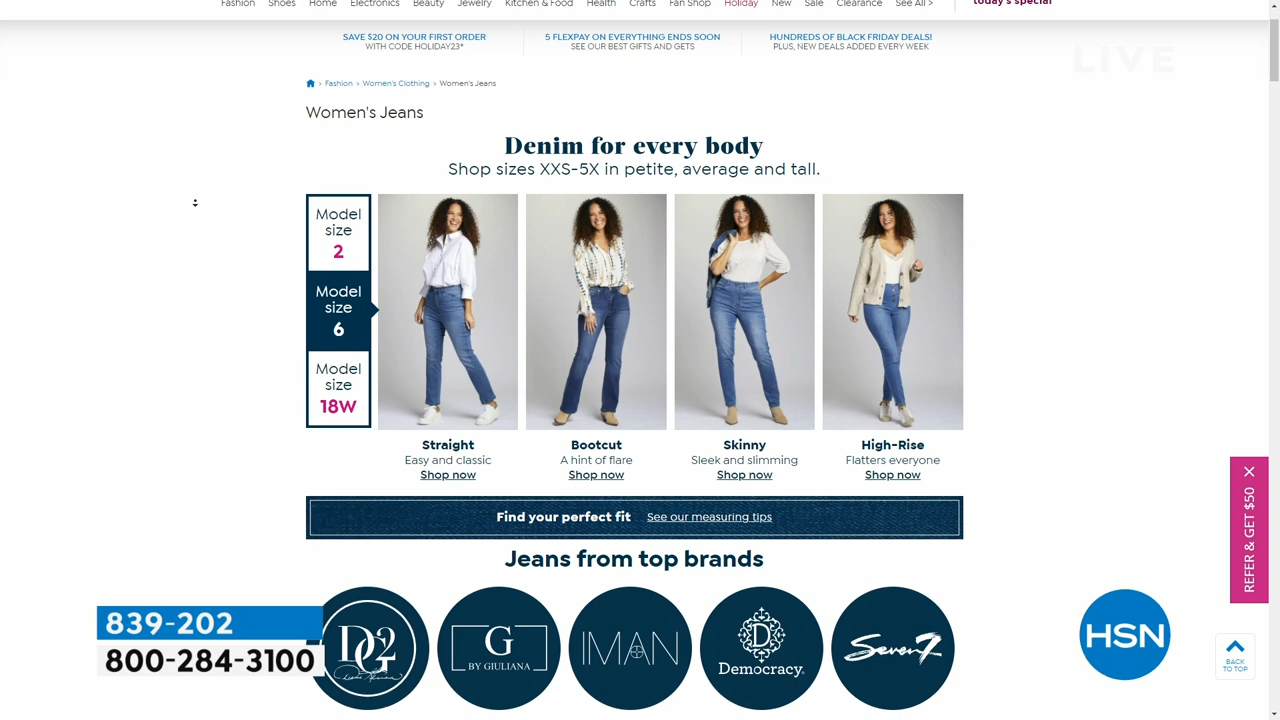 Fashion Shoes Home Electronics Beauty Jewelry Kitchen & Food Health Crafts Fan Shop Holiday New Sale Clearance See All > today's special
SAVE $20 ON YOUR FIRST ORDER
WITH CODE HOLIDAY23*
5 FLEXPAY ON EVERYTHING ENDS SOON
SEE OUR BEST GIFTS AND GETS
HUNDREDS OF BLACK FRIDAY DEALS!
PLUS, NEW DEALS ADDED EVERY WEEK
LIVE
> Fashion > Women's Clothing > Women's Jeans
Women's Jeans
Denim for every body
Shop sizes XXS-5X in petite, average and tall.
Model
size
2
Model
size
6
Model
size
18W
Straight
Easy and classic
Shop now
Bootcut
A hint of flare
Shop now
Skinny
Sleek and slimming
Shop now
High-Rise
Flatters everyone
Shop now
Find your perfect fit See our measuring tips
Jeans from top brands
REFER & GET $50 X
DG2
Diane Gilman
G
BY GIULIANA
IMAN
D
Democracy
Seven7
839-202
800-284-3100
HSN
BACK
TO TOP